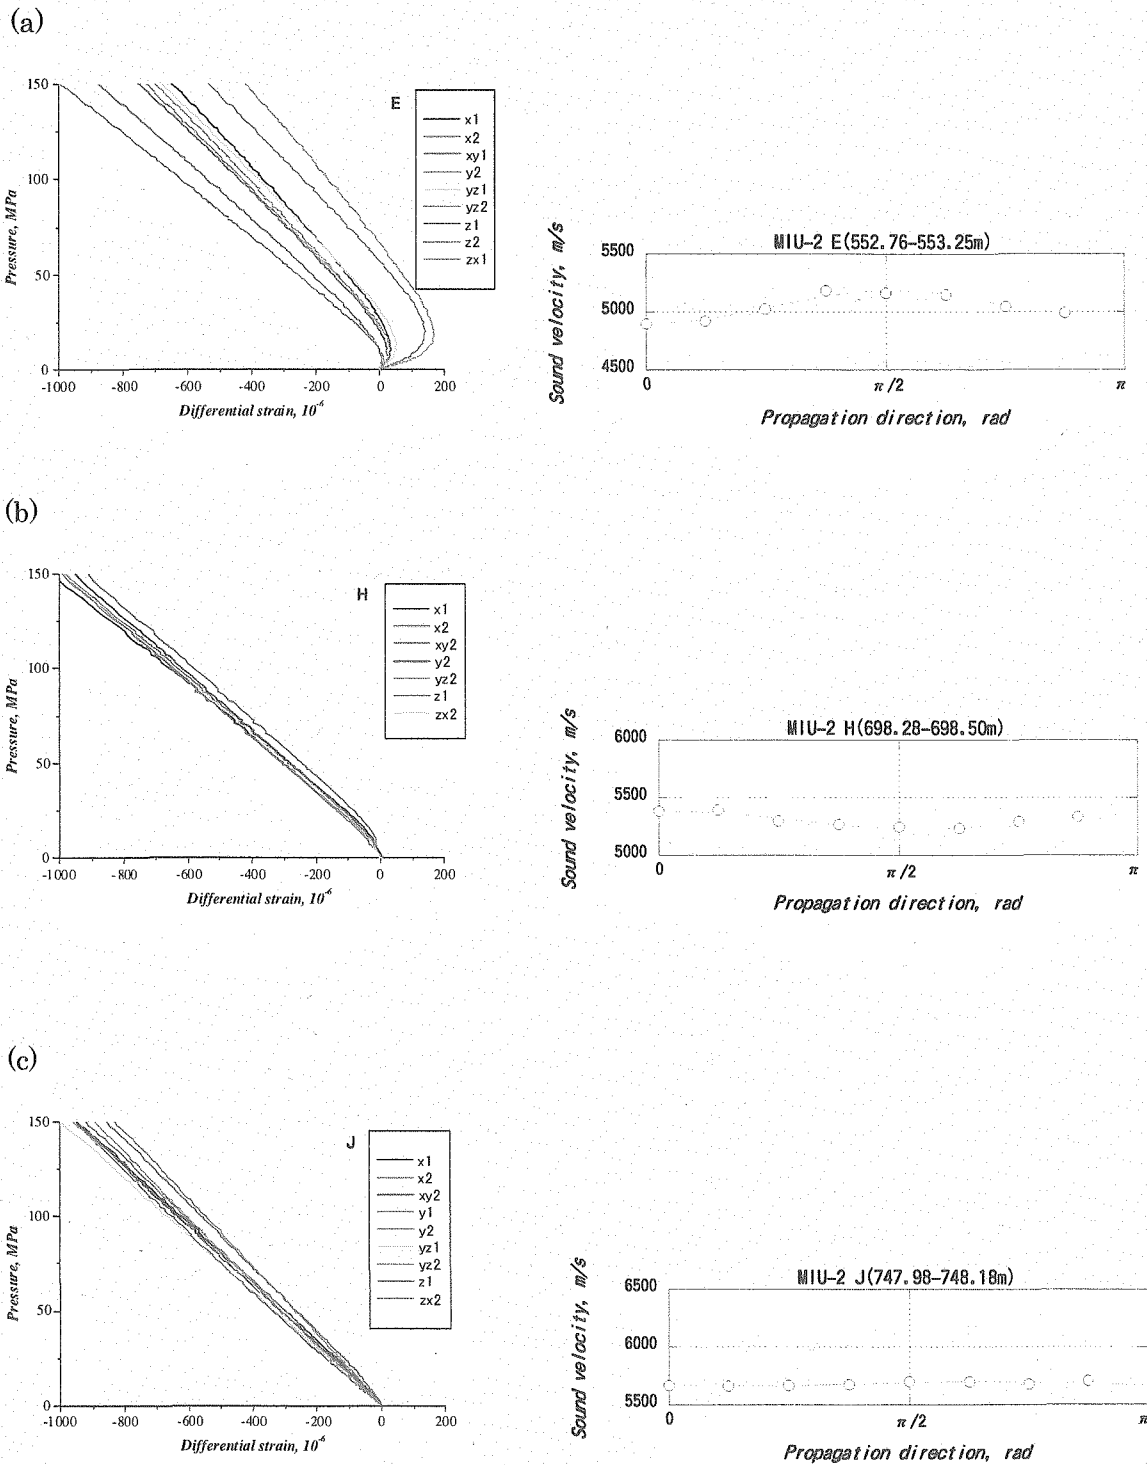 (a)
150
100
50
0
Pressure, MPa
-1000 -800 -600 -400 -200 0 200
Differential strain, 10⁻⁶
E
x1
x2
xy1
y2
yz1
yz2
z1
z2
zx1
MIU-2 E(552.76-553.25m)
5500
5000
4500
Sound velocity, m/s
0 π/2 π
Propagation direction, rad
(b)
150
100
50
0
Pressure, MPa
-1000 -800 -600 -400 -200 0 200
Differential strain, 10⁻⁶
H
x1
x2
xy2
y2
yz2
z1
zx2
MIU-2 H(698.28-698.50m)
6000
5500
5000
Sound velocity, m/s
0 π/2 π
Propagation direction, rad
(c)
150
100
50
0
Pressure, MPa
-1000 -800 -600 -400 -200 0 200
Differential strain, 10⁻⁶
J
x1
x2
xy2
y1
y2
yz1
yz2
z1
zx2
MIU-2 J(747.98-748.18m)
6500
6000
5500
Sound velocity, m/s
0 π/2 π
Propagation direction, rad